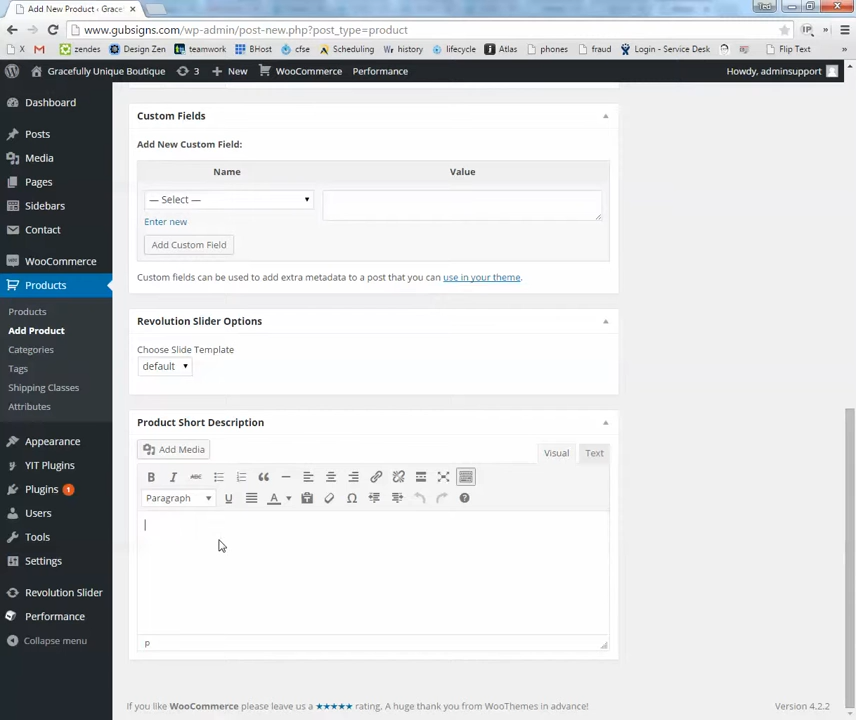 Add New Product ‹ Grace
Ted
www.gubsigns.com/wp-admin/post-new.php?post_type=product
X zendes Design Zen teamwork BHost cfse Scheduling history lifecycle Atlas phones fraud Login - Service Desk Flip Text »
Gracefully Unique Boutique 3 + New WooCommerce Performance Howdy, adminsupport
Dashboard
Posts
Media
Pages
Sidebars
Contact
WooCommerce
Products
Products
Add Product
Categories
Tags
Shipping Classes
Attributes
Appearance
YIT Plugins
Plugins 1
Users
Tools
Settings
Revolution Slider
Performance
Collapse menu
Custom Fields
Add New Custom Field:
Name Value
— Select —
Enter new
Add Custom Field
Custom fields can be used to add extra metadata to a post that you can use in your theme.
Revolution Slider Options
Choose Slide Template
default
Product Short Description
Add Media Visual Text
B I ABC
Paragraph U A Ω ?
P
If you like WooCommerce please leave us a ★★★★★ rating. A huge thank you from WooThemes in advance! Version 4.2.2